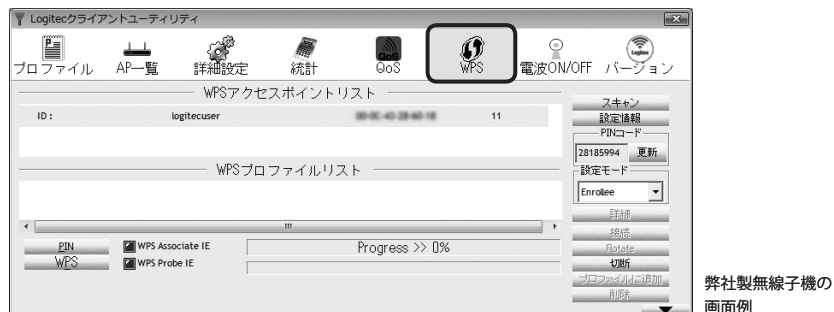 Logitecクライアントユーティリティ
プロファイル AP一覧 詳細設定 統計 QoS WPS 電波ON/OFF バージョン
WPSアクセスポイントリスト
ID : logitecuser 11
スキャン
設定情報
PINコード
28185994 更新
WPSプロファイルリスト
設定モード
Enrollee
詳細
接続
PIN WPS Associate IE Progress >> 0% Rotate
WPS WPS Probe IE 切断
プロファイルに追加
削除
弊社製無線子機の
画面例